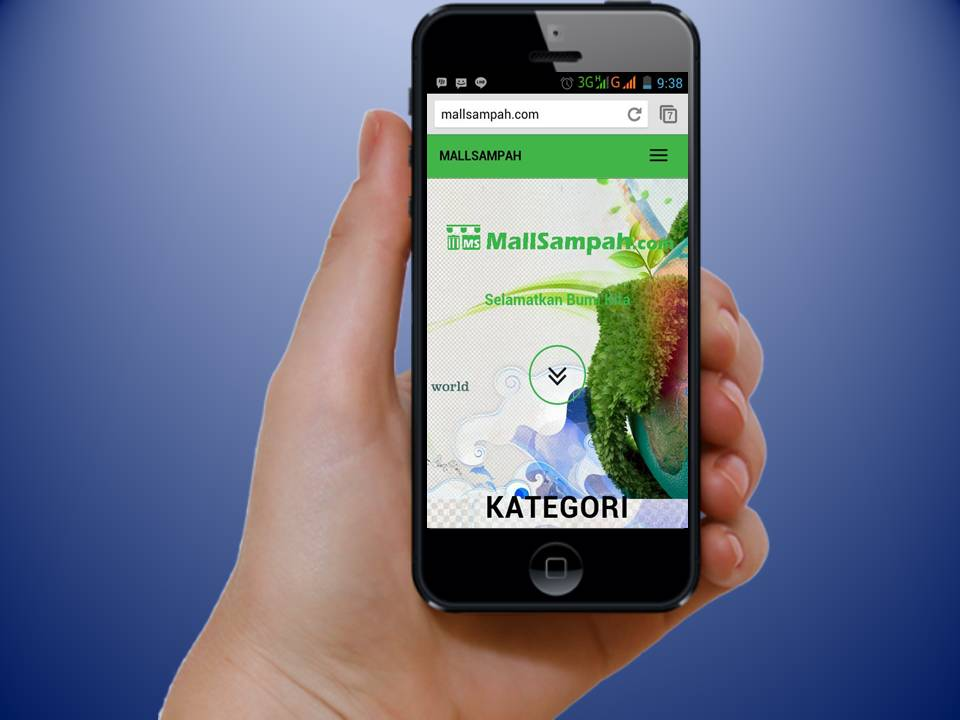 3G H G 9:38
mallsampah.com 7
MALLSAMPAH
MS MallSampah.com
Selamatkan Bumi Kita
world
KATEGORI